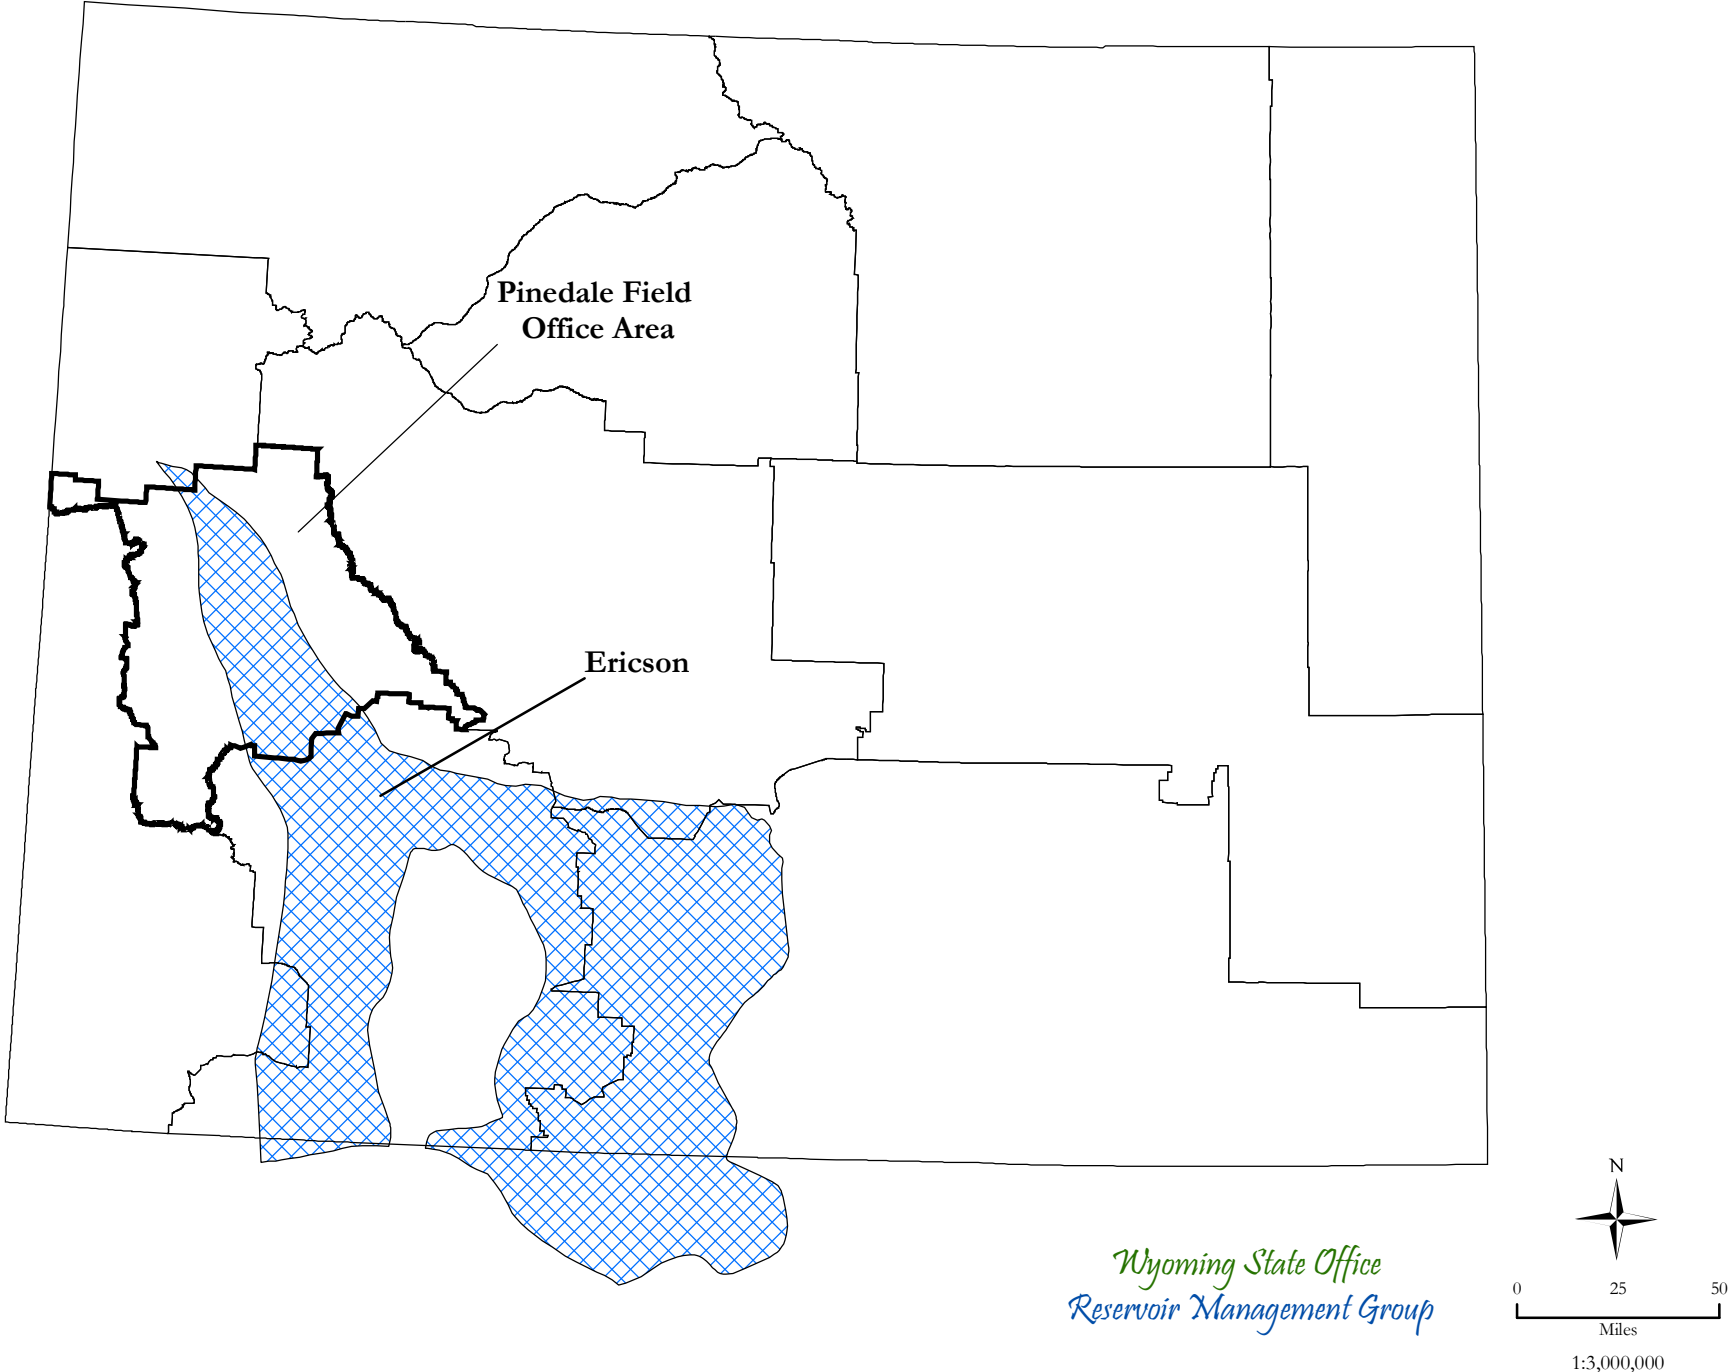 Pinedale Field
Office Area
Ericson
N
Wyoming State Office
Reservoir Management Group
0 25 50
Miles
1:3,000,000